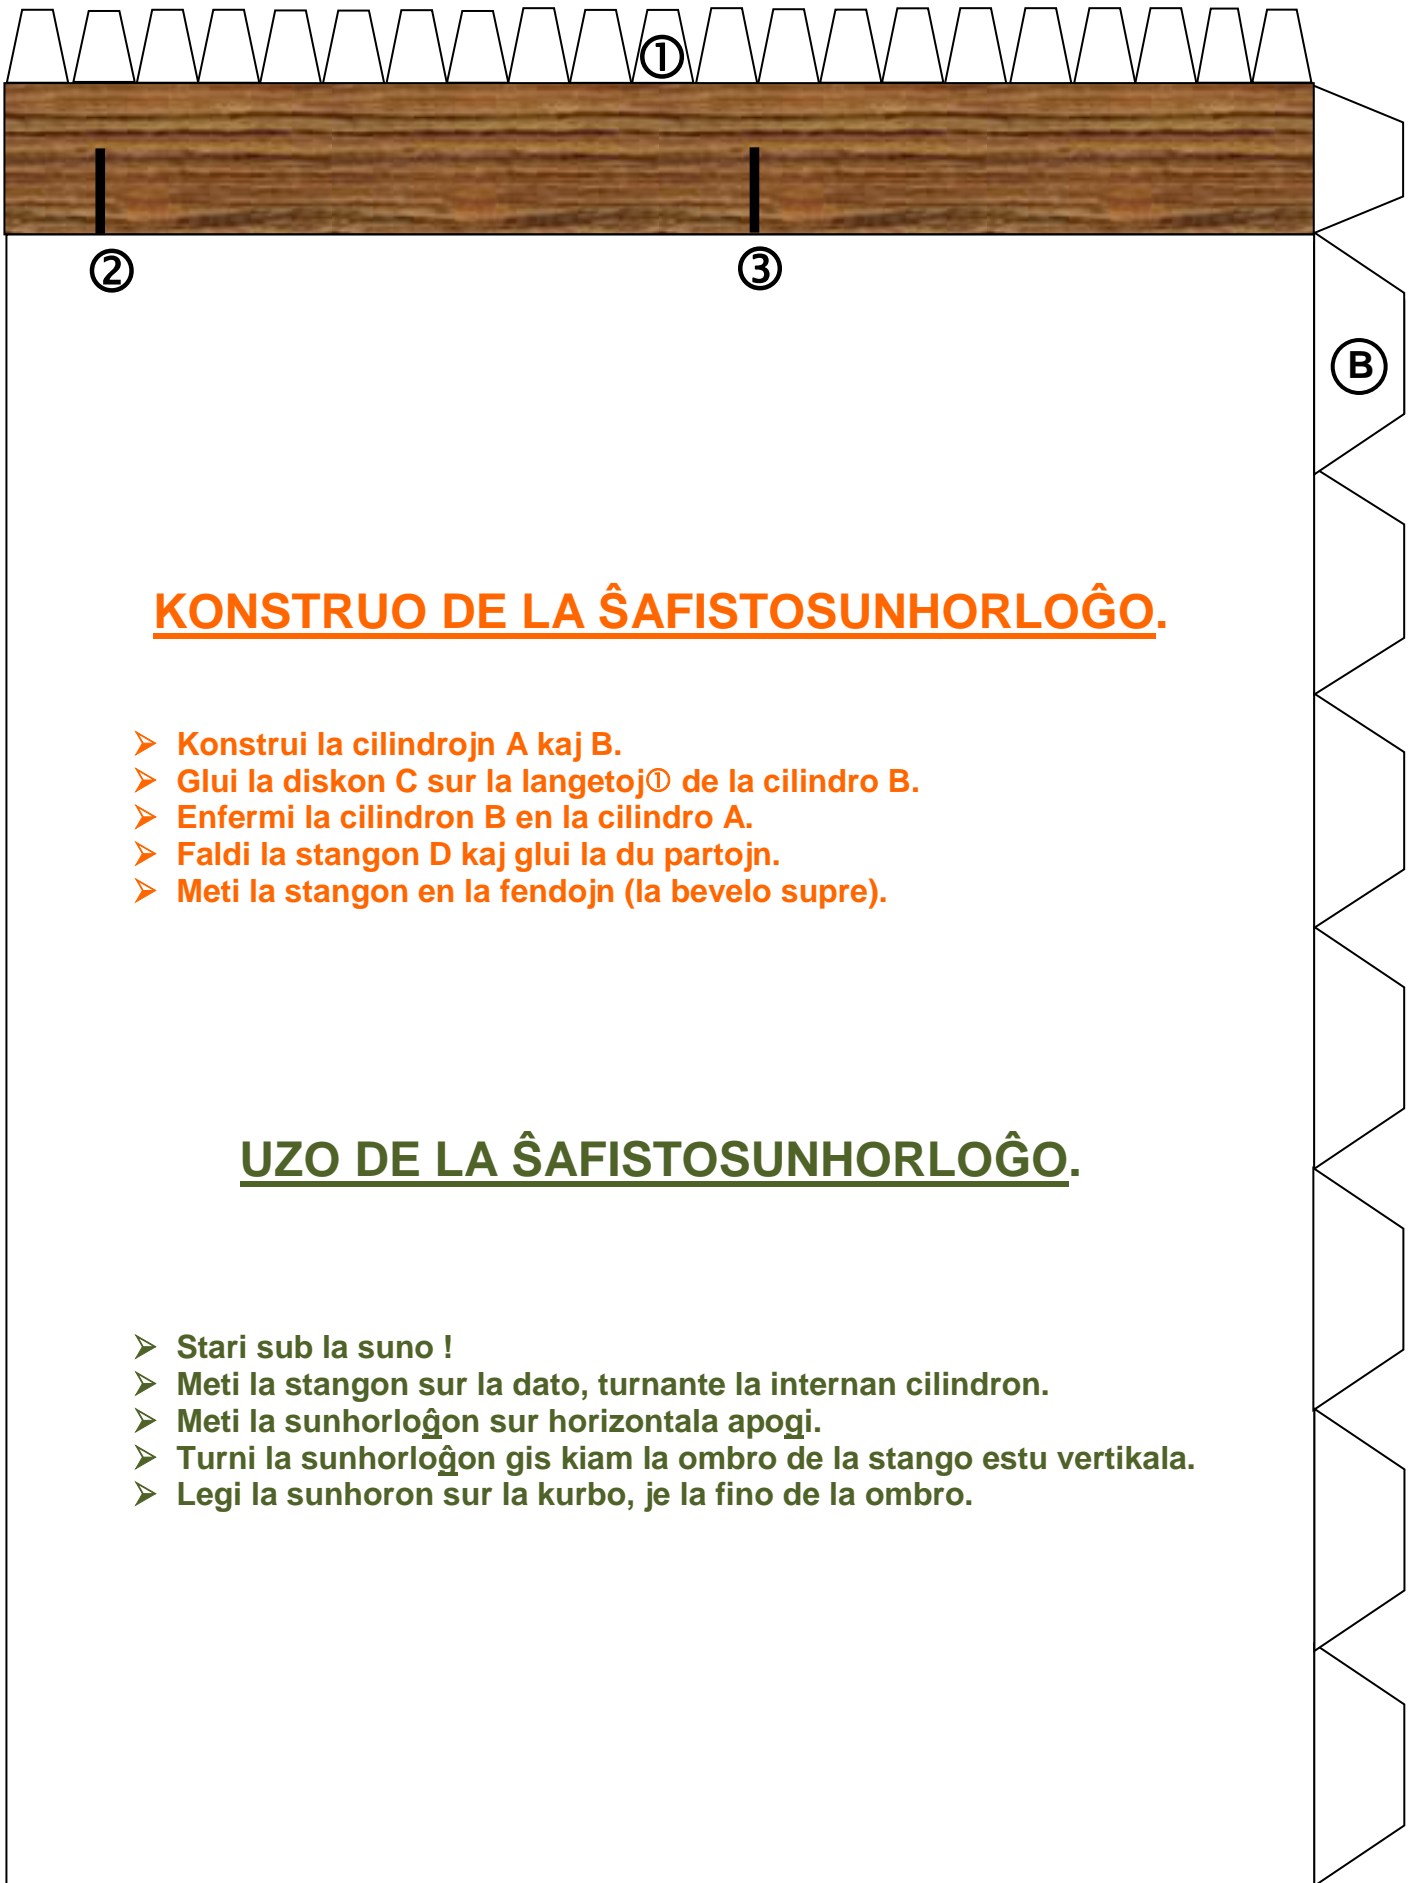 ①
② ③
B
KONSTRUO DE LA ŜAFISTOSUNHORLOĜO.
➢ Konstrui la cilindrojn A kaj B.
➢ Glui la diskon C sur la langetoj① de la cilindro B.
➢ Enfermi la cilindron B en la cilindro A.
➢ Faldi la stangon D kaj glui la du partojn.
➢ Meti la stangon en la fendojn (la bevelo supre).
UZO DE LA ŜAFISTOSUNHORLOĜO.
➢ Stari sub la suno !
➢ Meti la stangon sur la dato, turnante la internan cilindron.
➢ Meti la sunhorloĝon sur horizontala apogi.
➢ Turni la sunhorloĝon gis kiam la ombro de la stango estu vertikala.
➢ Legi la sunhoron sur la kurbo, je la fino de la ombro.